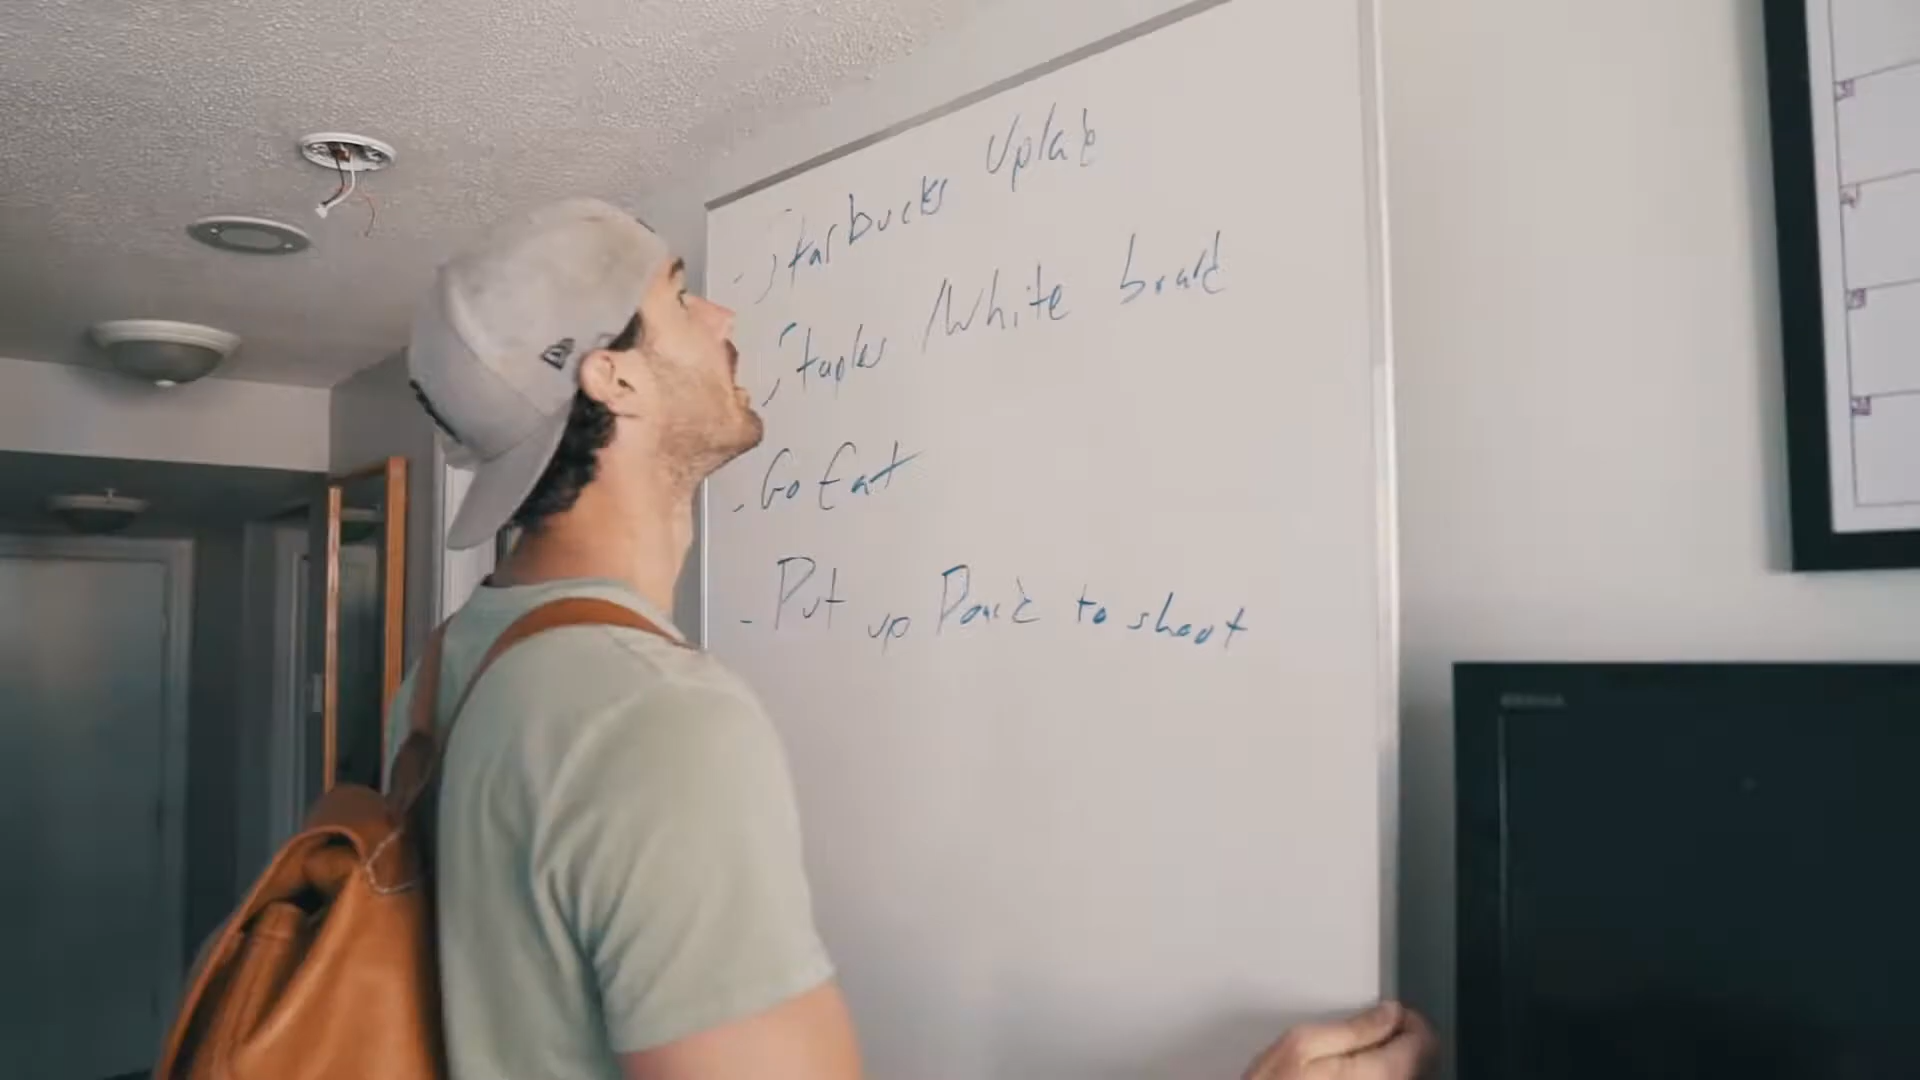 - Starbucks Upload
- Staples /White board
- Go Eat
- Put up Board to shoot